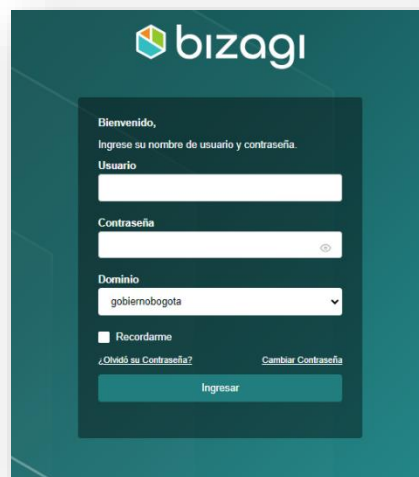 bizagi
Bienvenido,
Ingrese su nombre de usuario y contraseña.
Usuario
Contraseña
Dominio
gobiernobogota
Recordarme
¿Olvidó su Contraseña? Cambiar Contraseña
Ingresar